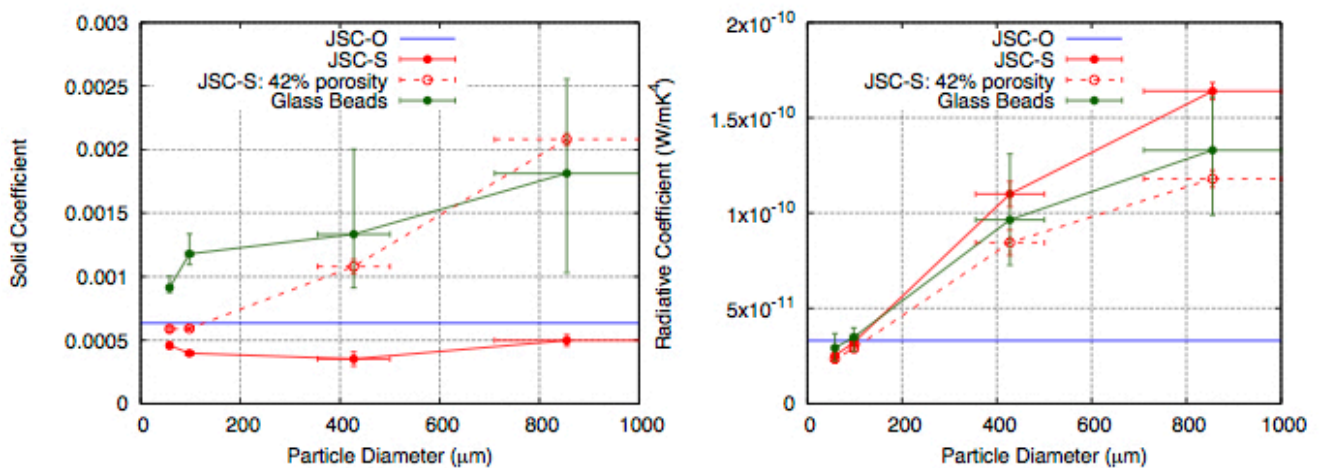 0.003
0.0025
0.002
0.0015
0.001
0.0005
0
Solid Coefficient
JSC-O
JSC-S
JSC-S: 42% porosity
Glass Beads
0 200 400 600 800 1000
Particle Diameter (μm)
2x10⁻¹⁰
1.5x10⁻¹⁰
1x10⁻¹⁰
5x10⁻¹¹
0
Radiative Coefficient (W/mK⁴)
JSC-O
JSC-S
JSC-S: 42% porosity
Glass Beads
0 200 400 600 800 1000
Particle Diameter (μm)